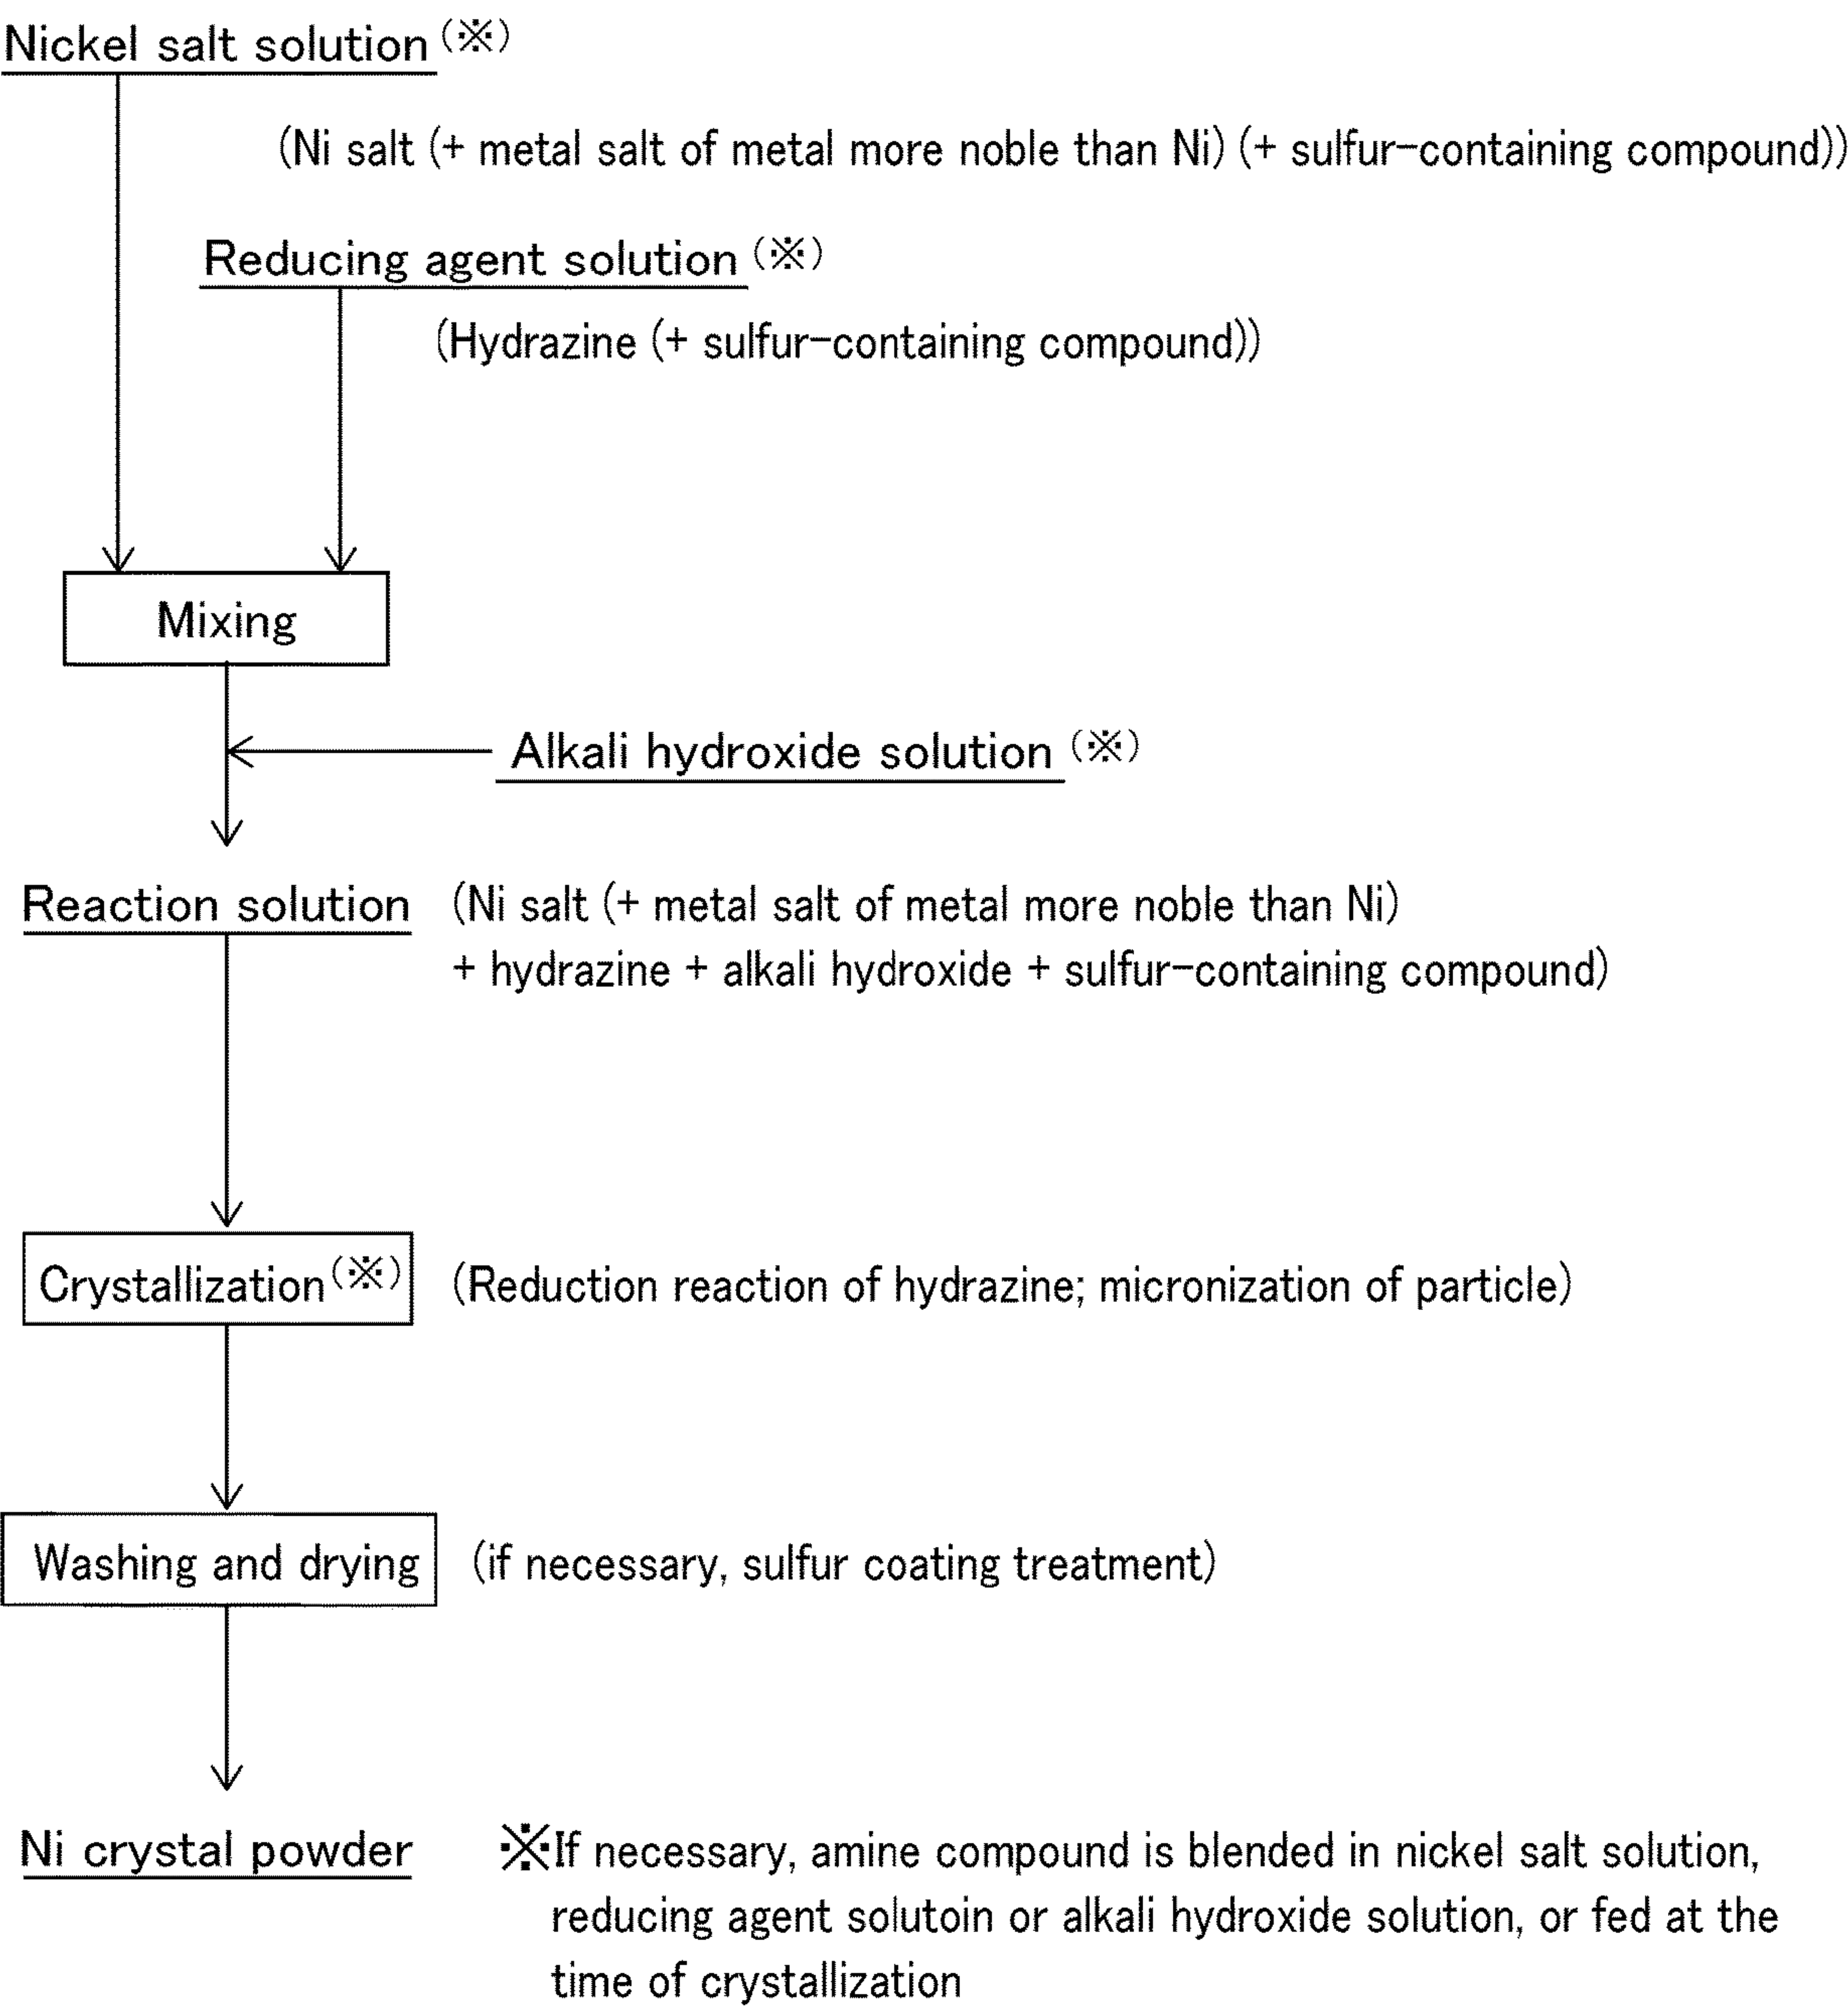 Nickel salt solution (※)
(Ni salt (+ metal salt of metal more noble than Ni) (+ sulfur-containing compound))
Reducing agent solution (※)
(Hydrazine (+ sulfur-containing compound))
Mixing
Alkali hydroxide solution (※)
Reaction solution (Ni salt (+ metal salt of metal more noble than Ni)
+ hydrazine + alkali hydroxide + sulfur-containing compound)
Crystallization (※) (Reduction reaction of hydrazine; micronization of particle)
Washing and drying (if necessary, sulfur coating treatment)
Ni crystal powder ※If necessary, amine compound is blended in nickel salt solution,
reducing agent solutoin or alkali hydroxide solution, or fed at the
time of crystallization